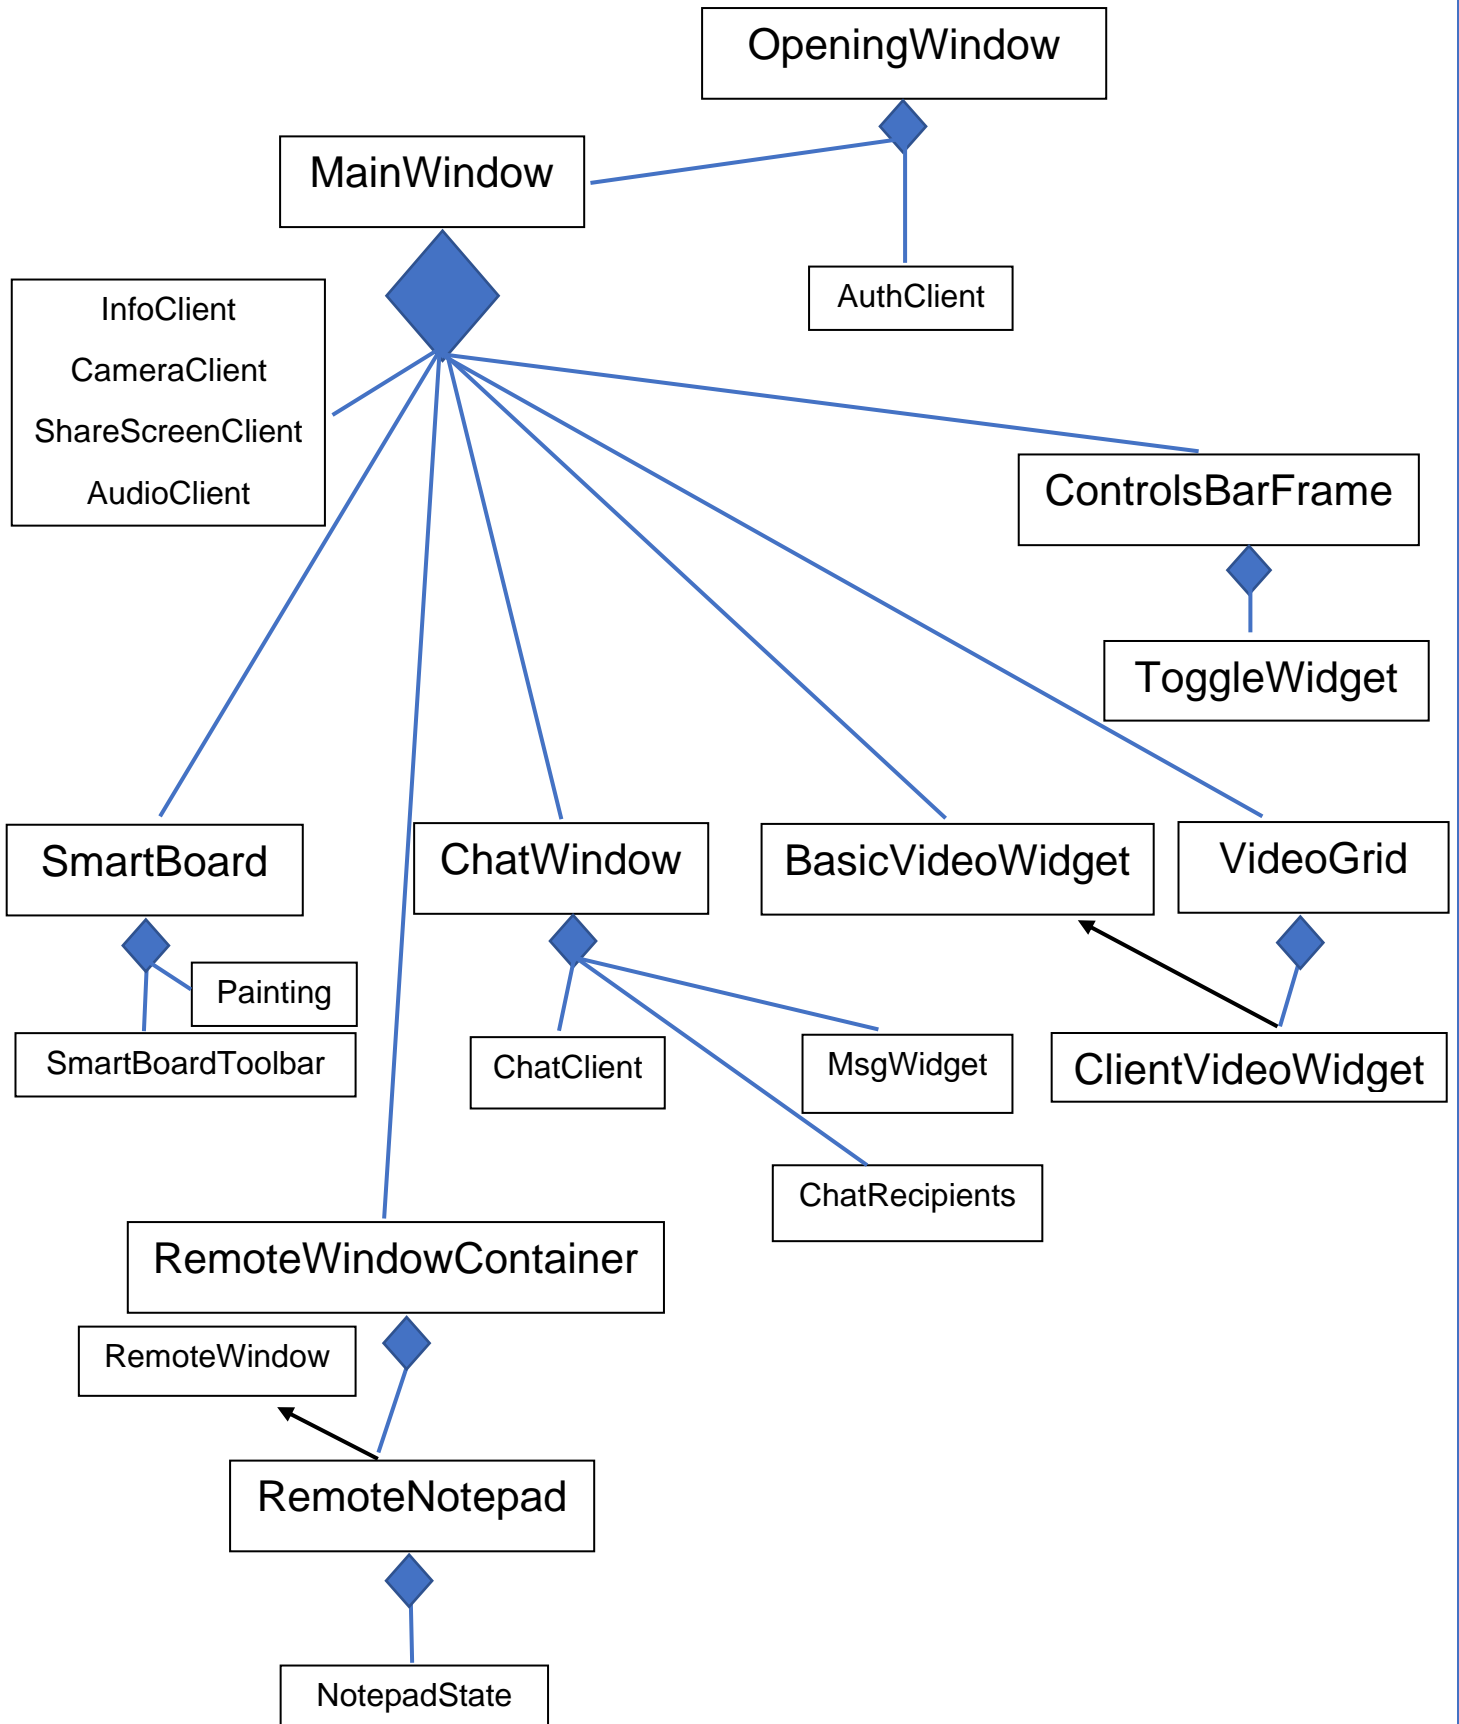 OpeningWindow
MainWindow
AuthClient
InfoClient
CameraClient
ShareScreenClient
AudioClient
ControlsBarFrame
ToggleWidget
SmartBoard
ChatWindow
BasicVideoWidget
VideoGrid
Painting
SmartBoardToolbar
ChatClient
MsgWidget
ClientVideoWidget
ChatRecipients
RemoteWindowContainer
RemoteWindow
RemoteNotepad
NotepadState